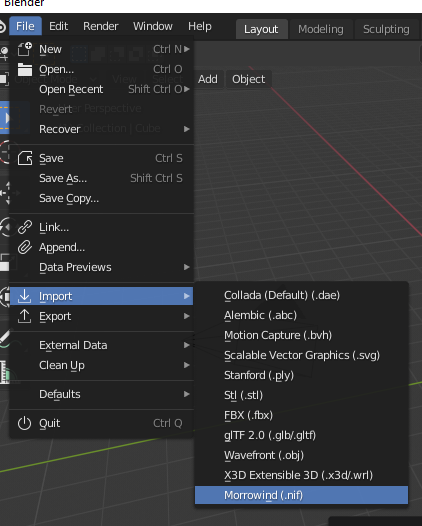 Blender
File Edit Render Window Help Layout Modeling Sculpting
New Ctrl N
Open... Ctrl O
Open Recent Shift Ctrl O
Add Object
Revert
Recover
Save Ctrl S
Save As... Shift Ctrl S
Save Copy...
Link...
Append...
Data Previews
Import
Export
External Data
Clean Up
Defaults
Quit Ctrl Q
Collada (Default) (.dae)
Alembic (.abc)
Motion Capture (.bvh)
Scalable Vector Graphics (.svg)
Stanford (.ply)
Stl (.stl)
FBX (.fbx)
glTF 2.0 (.glb/.gltf)
Wavefront (.obj)
X3D Extensible 3D (.x3d/.wrl)
Morrowind (.nif)